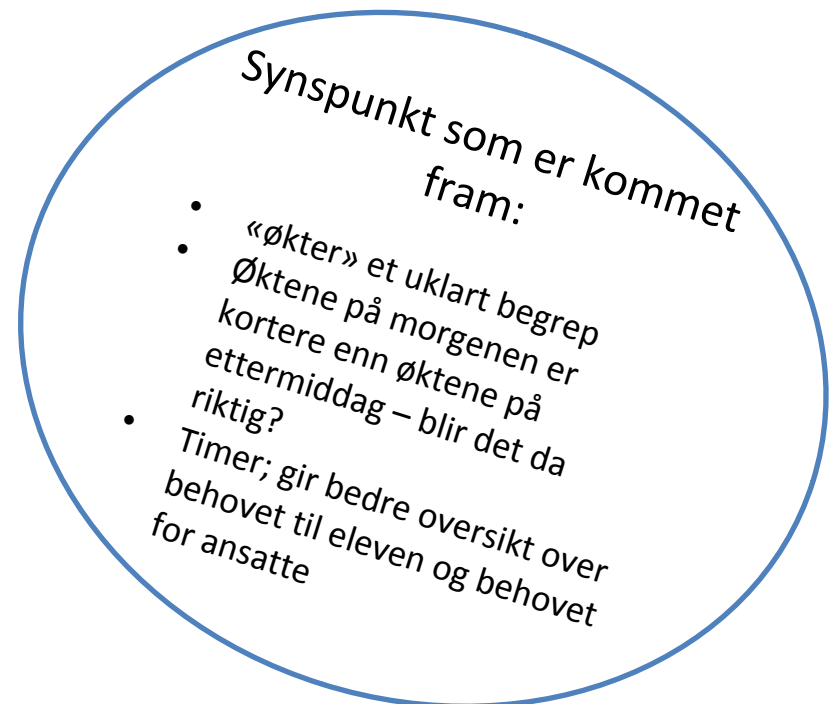 Synspunkt som er kommet
fram:
• «økter» et uklart begrep
• Øktene på morgenen er
kortere enn øktene på
ettermiddag – blir det da
riktig?
• Timer; gir bedre oversikt over
behovet til eleven og behovet
for ansatte